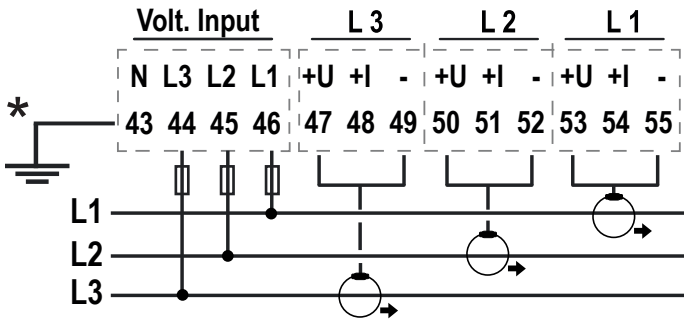 Volt. Input L 3 L 2 L 1
N L3 L2 L1 +U +I - +U +I - +U +I -
* 43 44 45 46 47 48 49 50 51 52 53 54 55
L1
L2
L3